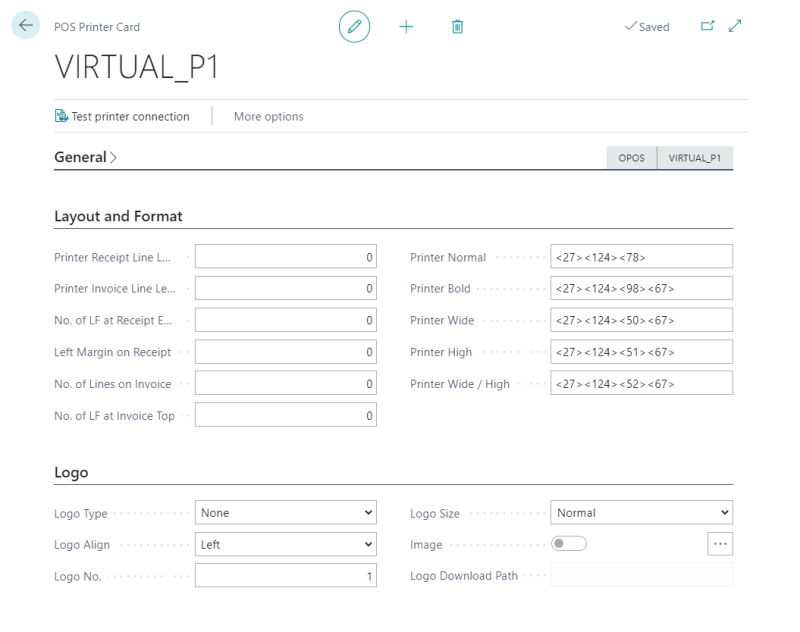 POS Printer Card
Saved
VIRTUAL_P1
Test printer connection
More options
General
OPOS
VIRTUAL_P1
Layout and Format
Printer Receipt Line L... 0
Printer Normal <27><124><78>
Printer Invoice Line Le... 0
Printer Bold <27><124><98><67>
No. of LF at Receipt E... 0
Printer Wide <27><124><50><67>
Left Margin on Receipt 0
Printer High <27><124><51><67>
No. of Lines on Invoice 0
Printer Wide / High <27><124><52><67>
No. of LF at Invoice Top 0
Logo
Logo Type None
Logo Size Normal
Logo Align Left
Image
Logo No. 1
Logo Download Path